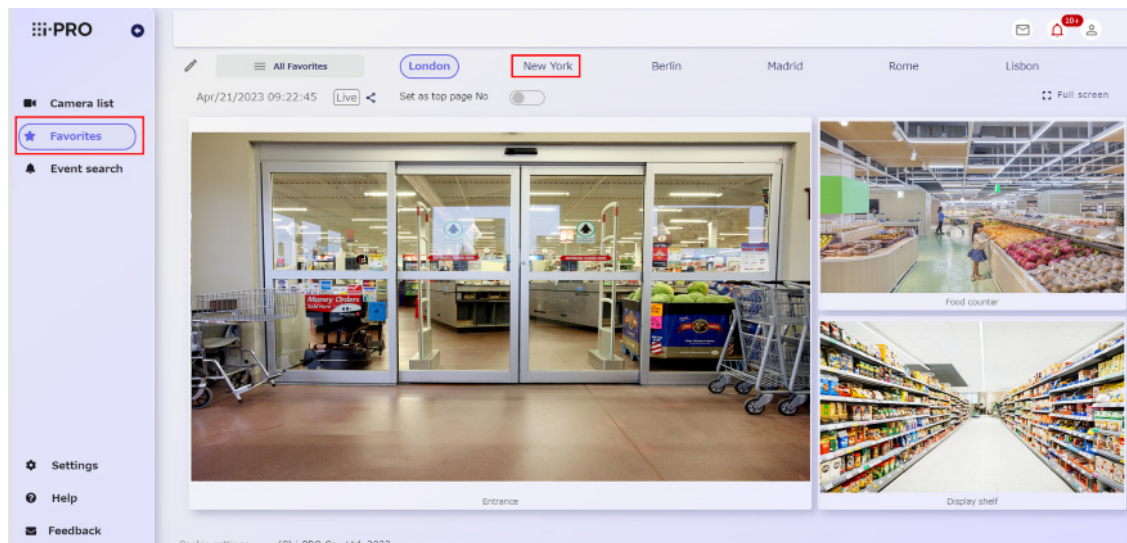 i-PRO
10+
All Favorites
London
New York
Berlin
Madrid
Rome
Lisbon
Apr/21/2023 09:22:45
Live
Set as top page No
Full screen
Camera list
Favorites
Event search
Money Orders
Sold Here
Entrance
Food counter
Display shelf
Settings
Help
Feedback